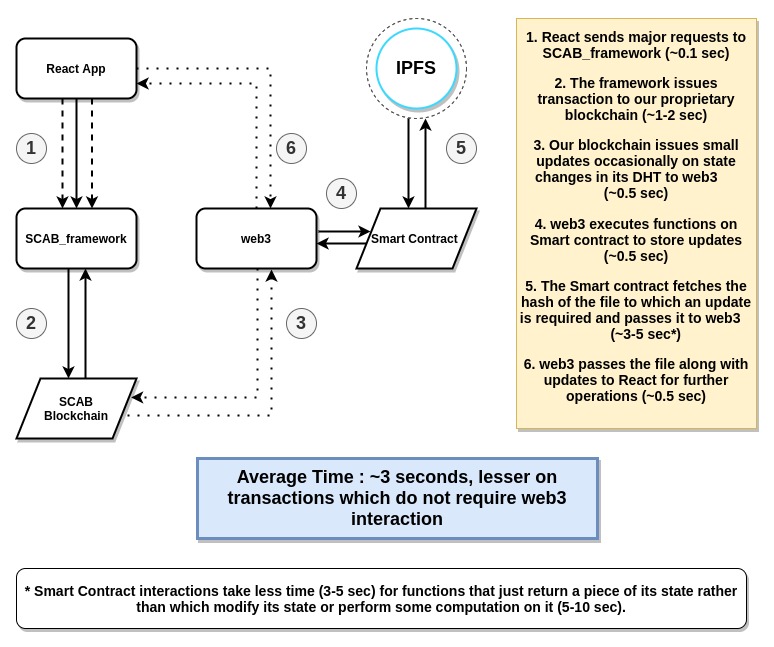 React App
IPFS
1
6
5
4
SCAB_framework
web3
Smart Contract
2
3
SCAB
Blockchain
1. React sends major requests to
SCAB_framework (~0.1 sec)
2. The framework issues
transaction to our proprietary
blockchain (~1-2 sec)
3. Our blockchain issues small
updates occasionally on state
changes in its DHT to web3
(~0.5 sec)
4. web3 executes functions on
Smart contract to store updates
(~0.5 sec)
5. The Smart contract fetches the
hash of the file to which an update
is required and passes it to web3
(~3-5 sec*)
6. web3 passes the file along with
updates to React for further
operations (~0.5 sec)
Average Time : ~3 seconds, lesser on
transactions which do not require web3
interaction
* Smart Contract interactions take less time (3-5 sec) for functions that just return a piece of its state rather
than which modify its state or perform some computation on it (5-10 sec).